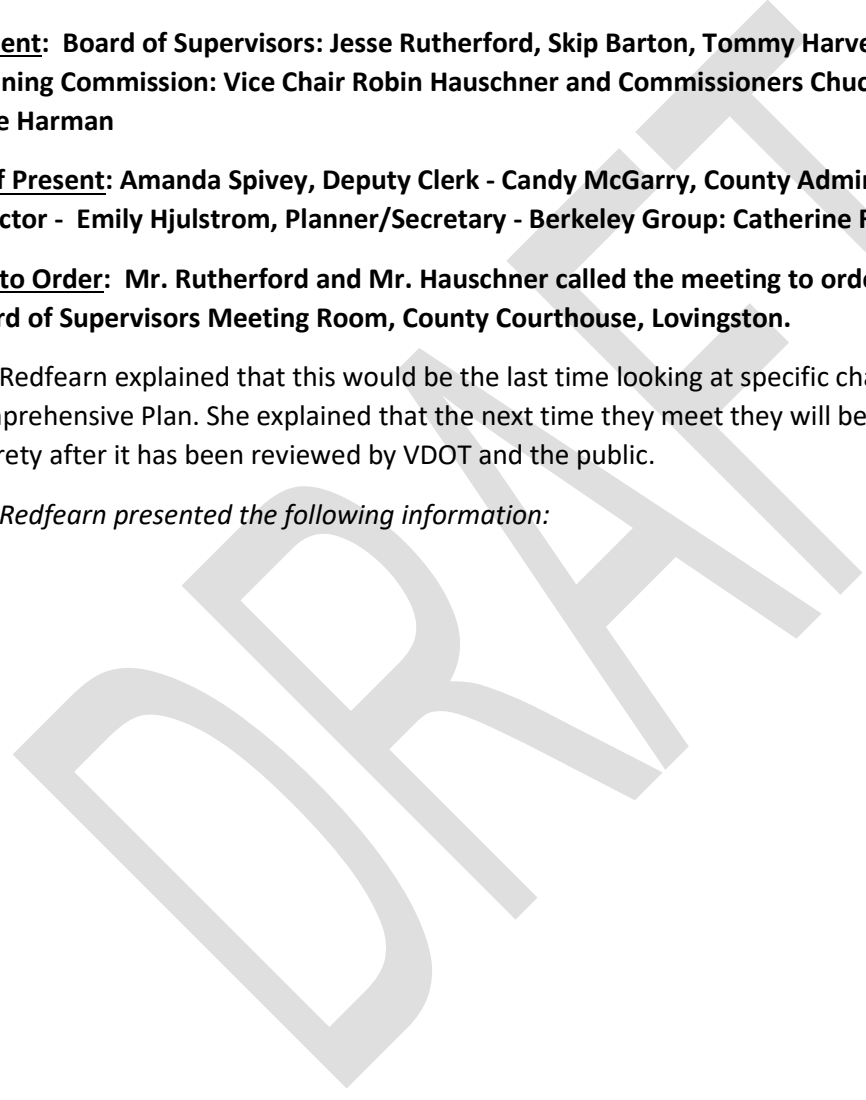 ent: Board of Supervisors: Jesse Rutherford, Skip Barton, Tommy Harve
ning Commission: Vice Chair Robin Hauschner and Commissioners Chuc
e Harman
f Present: Amanda Spivey, Deputy Clerk - Candy McGarry, County Admi
ctor - Emily Hjulstrom, Planner/Secretary - Berkeley Group: Catherine
to Order: Mr. Rutherford and Mr. Hauschner called the meeting to ord
rd of Supervisors Meeting Room, County Courthouse, Lovingston.
Redfearn explained that this would be the last time looking at specific cha
prehensive Plan. She explained that the next time they meet they will be
rety after it has been reviewed by VDOT and the public.
Redfearn presented the following information:
DRAFT